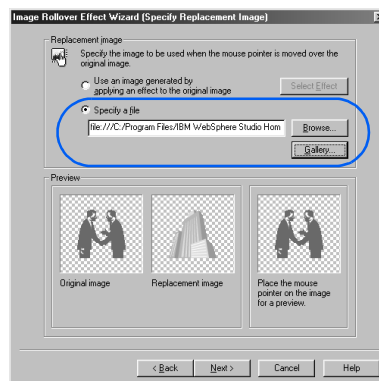 Image Rollover Effect Wizard (Specify Replacement Image)
Replacement image
Specify the image to be used when the mouse pointer is moved over the
original image.
Use an image generated by
applying an effect to the original image
Select Effect
Specify a file
file:///C:/Program Files/IBM WebSphere Studio Hom
Browse...
Gallery...
Preview
Original image
Replacement image
Place the mouse
pointer on the image
for a preview.
< Back
Next >
Cancel
Help